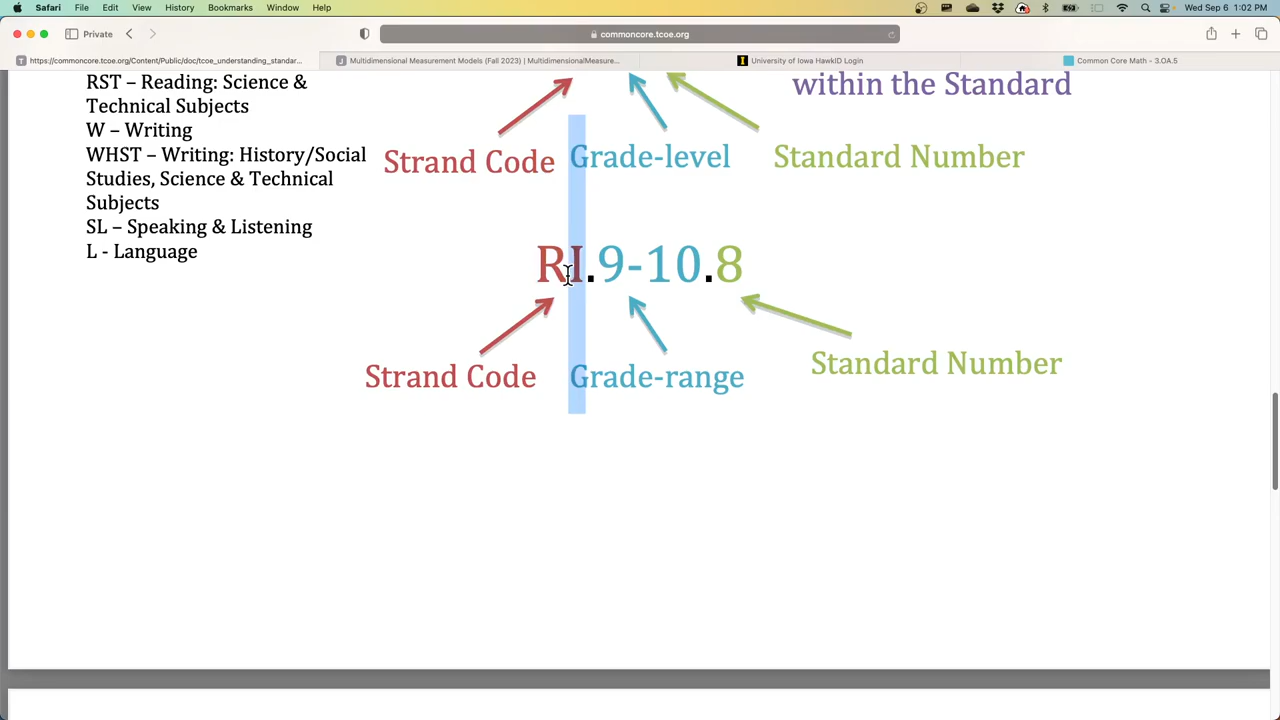 Safari File Edit View History Bookmarks Window Help Wed Sep 6 1:02 PM
Private commoncore.tcoe.org
https://commoncore.tcoe.org/Content/Public/doc/tcoe_understanding_standar... Multidimensional Measurement Models (Fall 2023) | MultidimensionalMeasure... University of Iowa HawkID Login Common Core Math - 3.OA.5
RST – Reading: Science &
Technical Subjects
W – Writing
WHST – Writing: History/Social
Studies, Science & Technical
Subjects
SL – Speaking & Listening
L - Language
within the Standard
Strand Code Grade-level Standard Number
RI.9-10.8
Strand Code Grade-range Standard Number